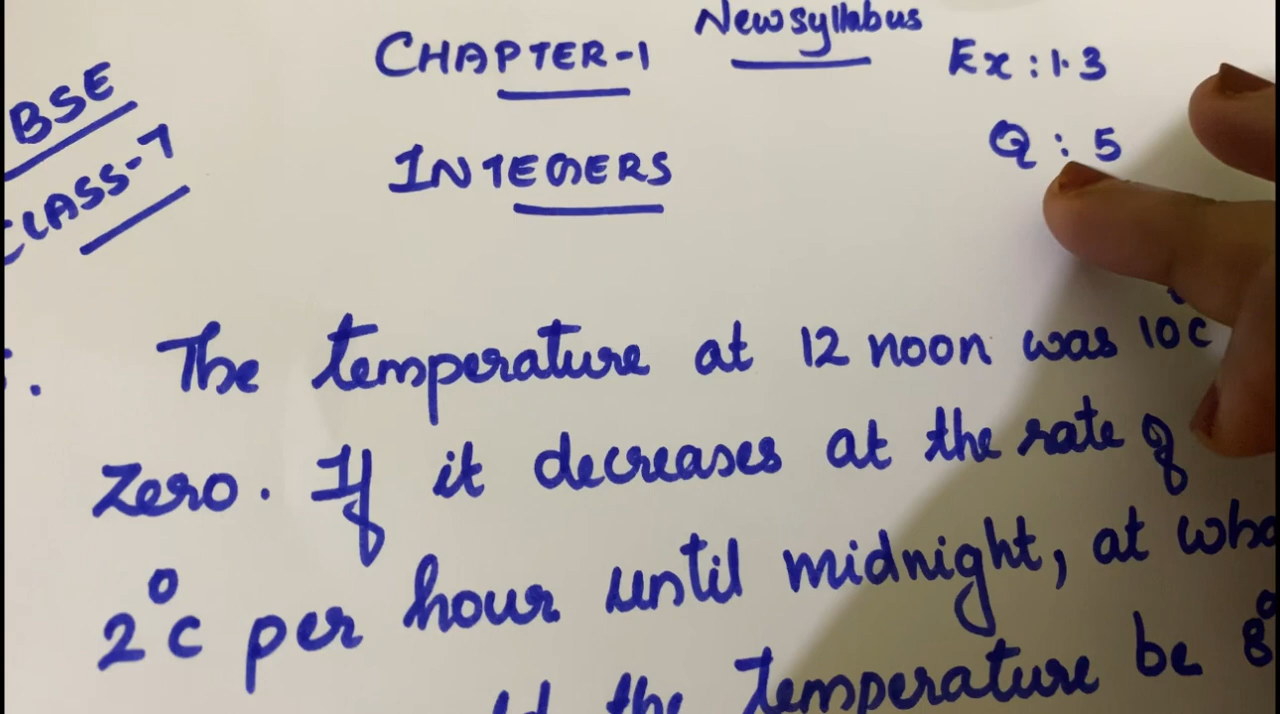 New syllabus
CHAPTER-1
Ex: 1.3
BSE
Q: 5
CLASS-7
INTEGERS
The temperature at 12 noon was 10°C
zero. If it decreases at the rate of
2°C per hour until midnight, at
the temperature be 8°